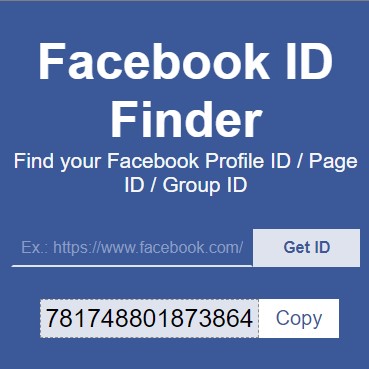 Facebook ID
Finder
Find your Facebook Profile ID / Page
ID / Group ID
Ex.: https://www.facebook.com/
Get ID
781748801873864
Copy